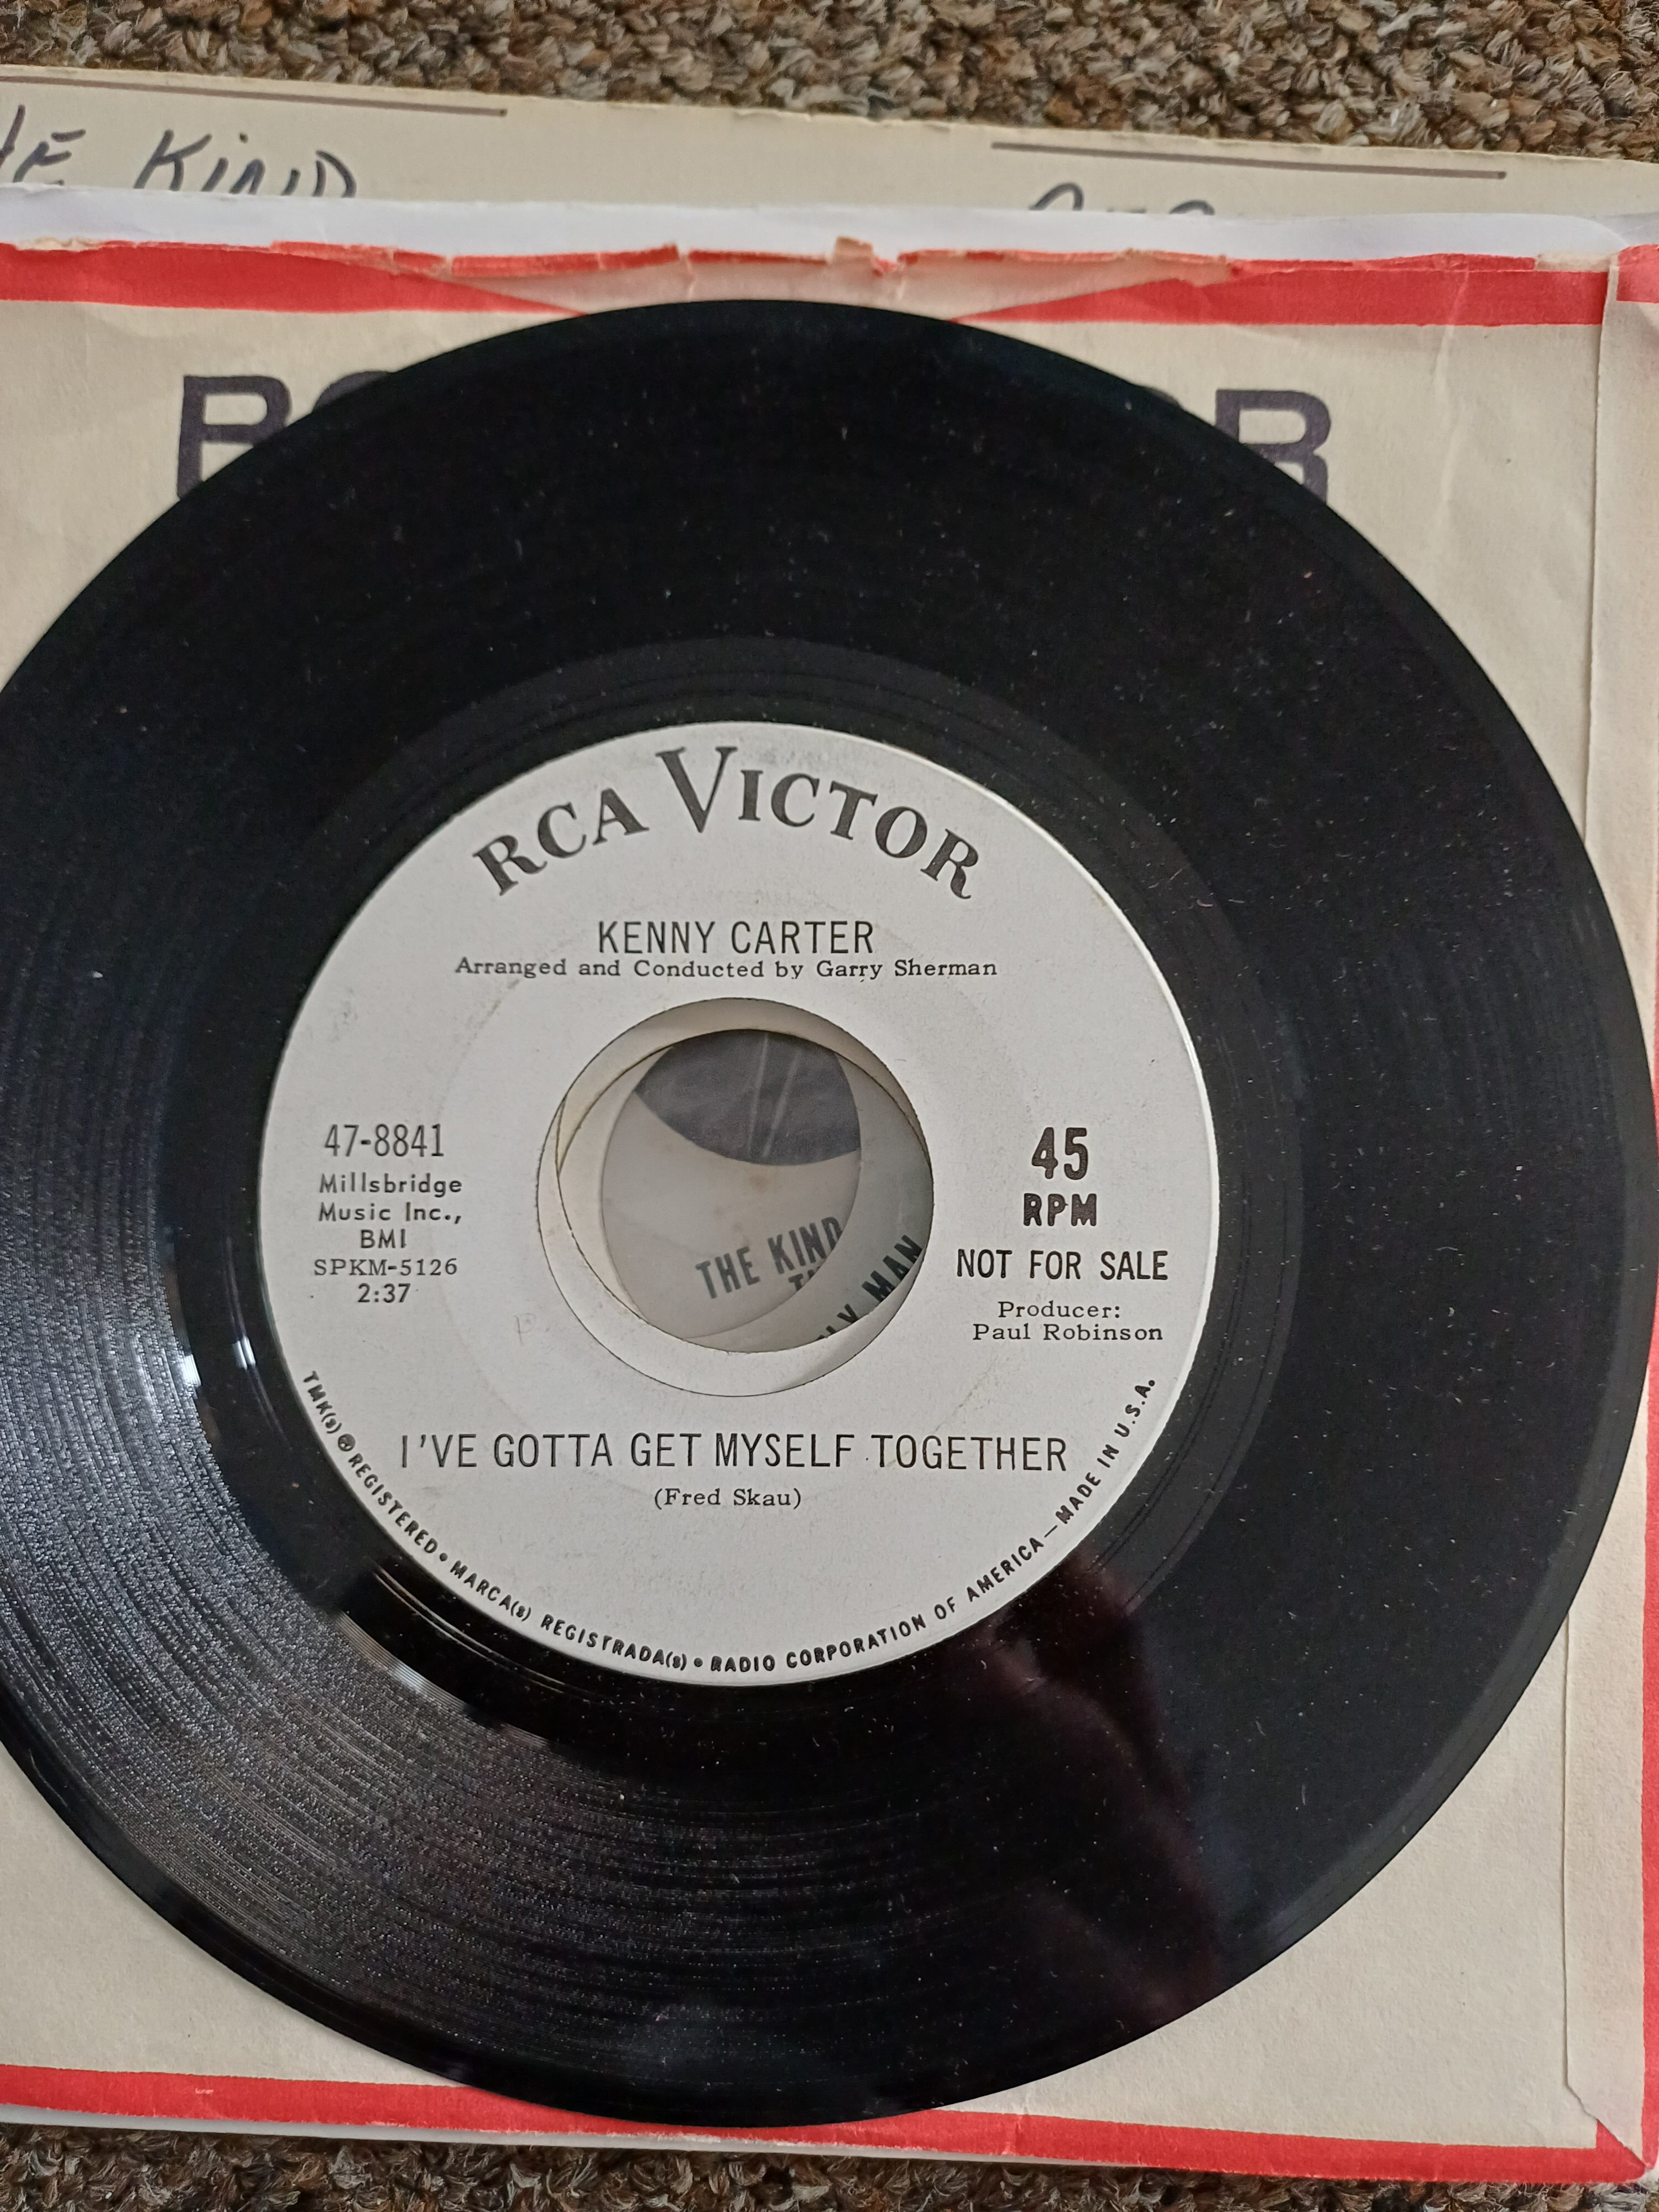 KIND
RCA VICTOR
KENNY CARTER
Arranged and Conducted by Garry Sherman
47-8841
Millsbridge
Music Inc.,
BMI
SPKM-5126
2:37
45
RPM
NOT FOR SALE
Producer:
Paul Robinson
THE KIND
MAN
I'VE GOTTA GET MYSELF TOGETHER
(Fred Skau)
TMK(s) ® REGISTERED • MARCA(s) REGISTRADA(s) • RADIO CORPORATION OF AMERICA — MADE IN U.S.A.